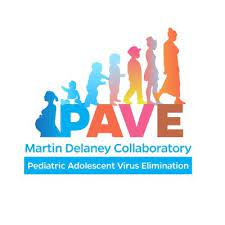 PAVE
Martin Delaney Collaboratory
Pediatric Adolescent Virus Elimination